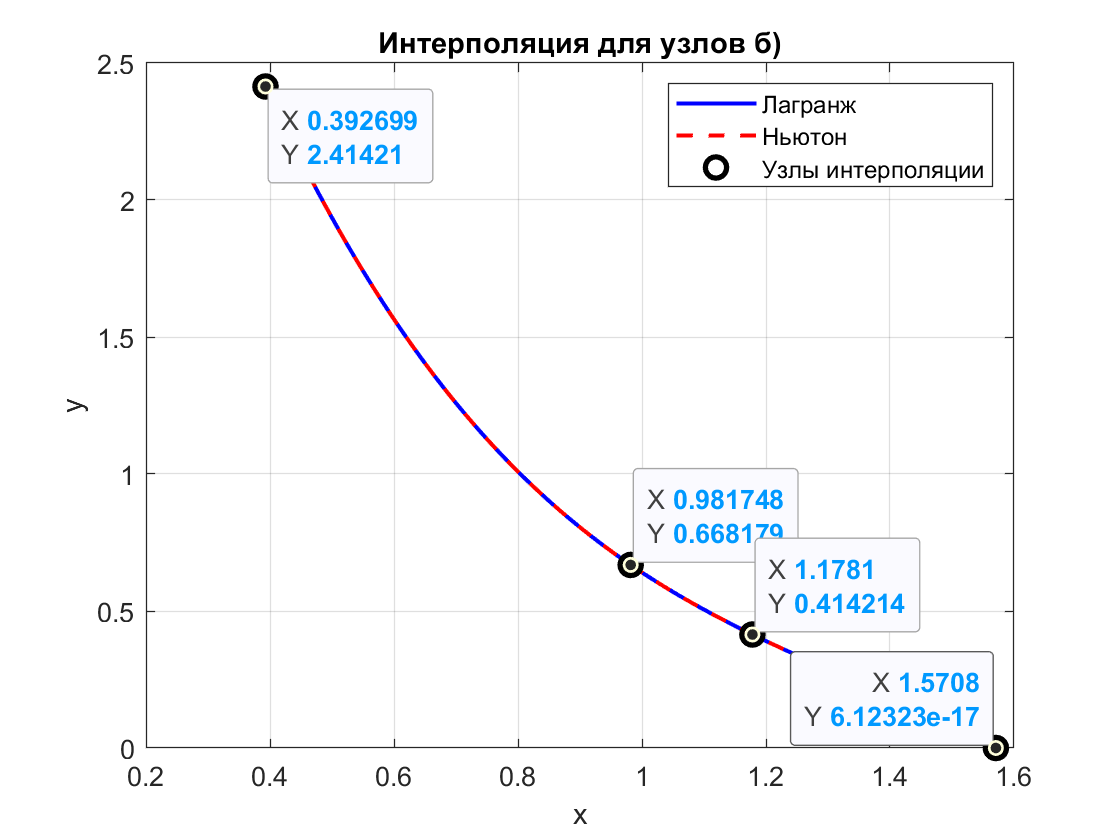 Интерполяция для узлов б)
2.5
2
1.5
1
0.5
0
y
X 0.392699
Y 2.41421
Лагранж
Ньютон
Узлы интерполяции
X 0.981748
Y 0.668179
X 1.1781
Y 0.414214
X 1.5708
Y 6.12323e-17
0.2 0.4 0.6 0.8 1 1.2 1.4 1.6
x